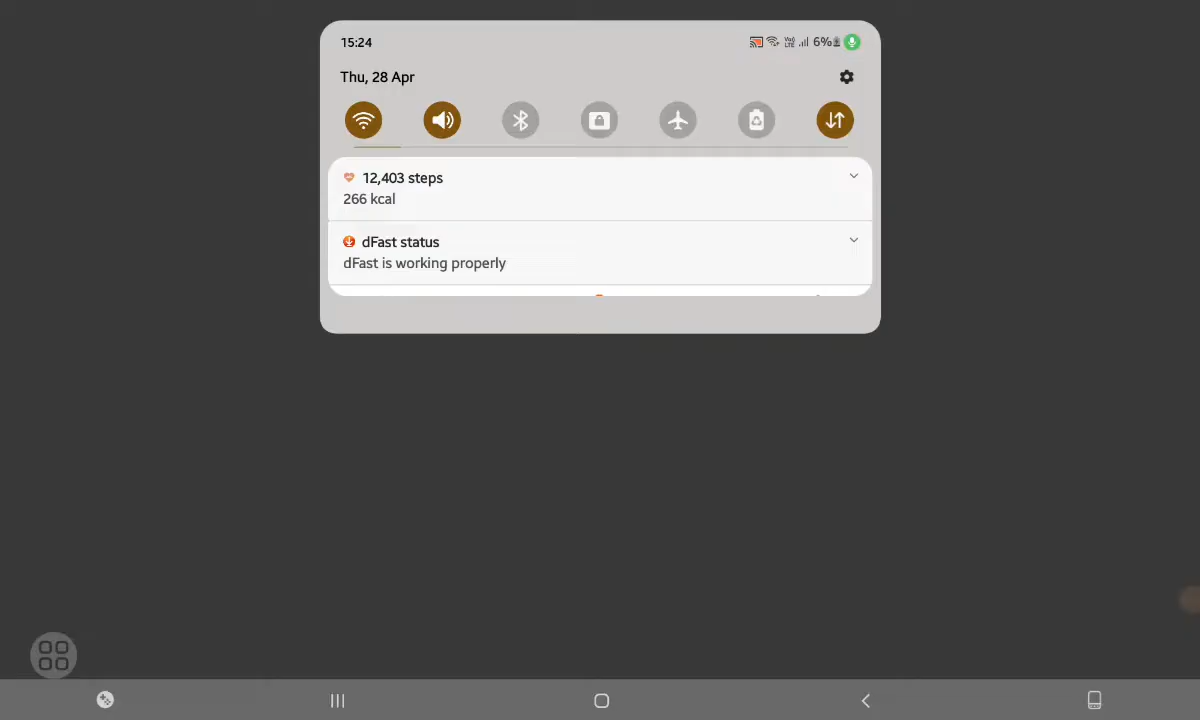 15:24
6%
Thu, 28 Apr
12,403 steps
266 kcal
dFast status
dFast is working properly